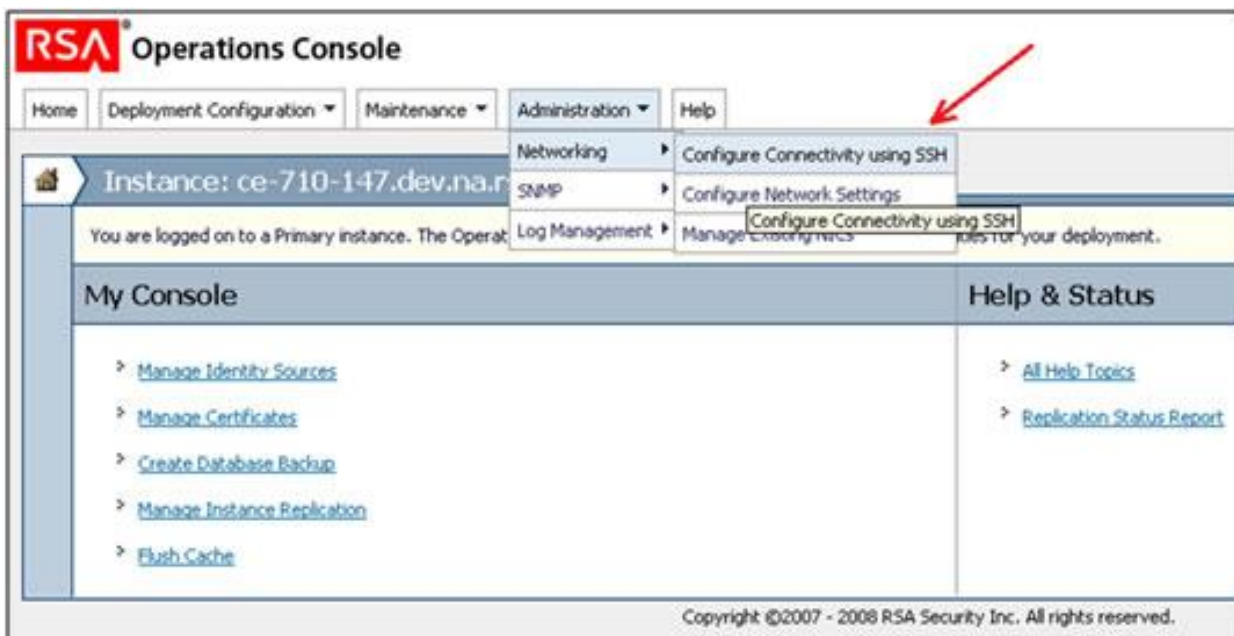 RSA Operations Console
Home
Deployment Configuration
Maintenance
Administration
Help
Networking
SNMP
Log Management
Configure Connectivity using SSH
Configure Network Settings
Configure Connectivity using SSH
Manage Existing NICs
Instance: ce-710-147.dev.na.r
You are logged on to a Primary instance. The Operat
for your deployment.
My Console
Manage Identity Sources
Manage Certificates
Create Database Backup
Manage Instance Replication
Flush Cache
Help & Status
All Help Topics
Replication Status Report
Copyright ©2007 - 2008 RSA Security Inc. All rights reserved.